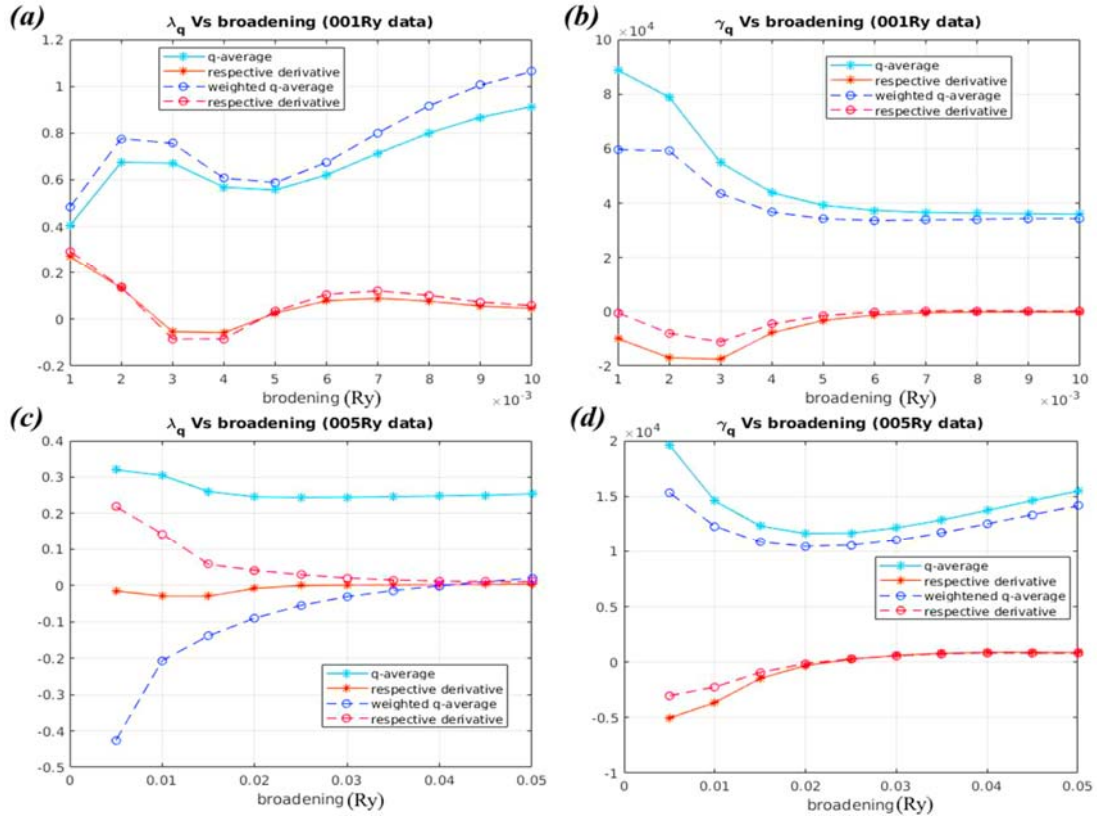 (a)
λq Vs broadening (001Ry data)
1.2
1
0.8
0.6
0.4
0.2
0
-0.2
q-average
respective derivative
weighted q-average
respective derivative
1 2 3 4 5 6 7 8 9 10
brodening (Ry)
×10-3
(b)
γq Vs broadening (001Ry data)
×104
10
8
6
4
2
0
-2
q-average
respective derivative
weighted q-average
respective derivative
1 2 3 4 5 6 7 8 9 10
broadening (Ry)
×10-3
(c)
λq Vs broadening (005Ry data)
0.4
0.3
0.2
0.1
0
-0.1
-0.2
-0.3
-0.4
-0.5
q-average
respective derivative
weighted q-average
respective derivative
0 0.01 0.02 0.03 0.04 0.05
broadening (Ry)
(d)
γq Vs broadening (005Ry data)
×104
2
1.5
1
0.5
0
-0.5
-1
q-average
respective derivative
weightened q-average
respective derivative
0 0.01 0.02 0.03 0.04 0.05
broadening (Ry)